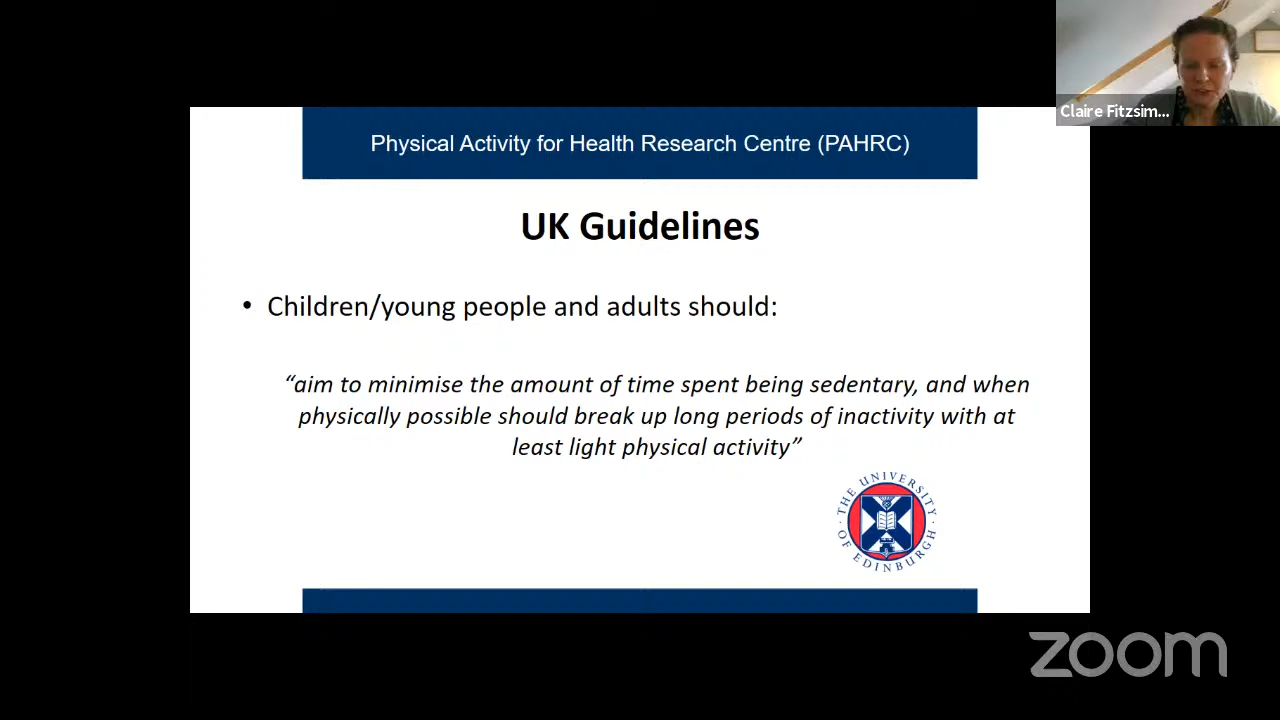 Claire Fitzsim...
Physical Activity for Health Research Centre (PAHRC)
UK Guidelines
• Children/young people and adults should:
“aim to minimise the amount of time spent being sedentary, and when
physically possible should break up long periods of inactivity with at
least light physical activity”
THE UNIVERSITY
OF EDINBURGH
zoom